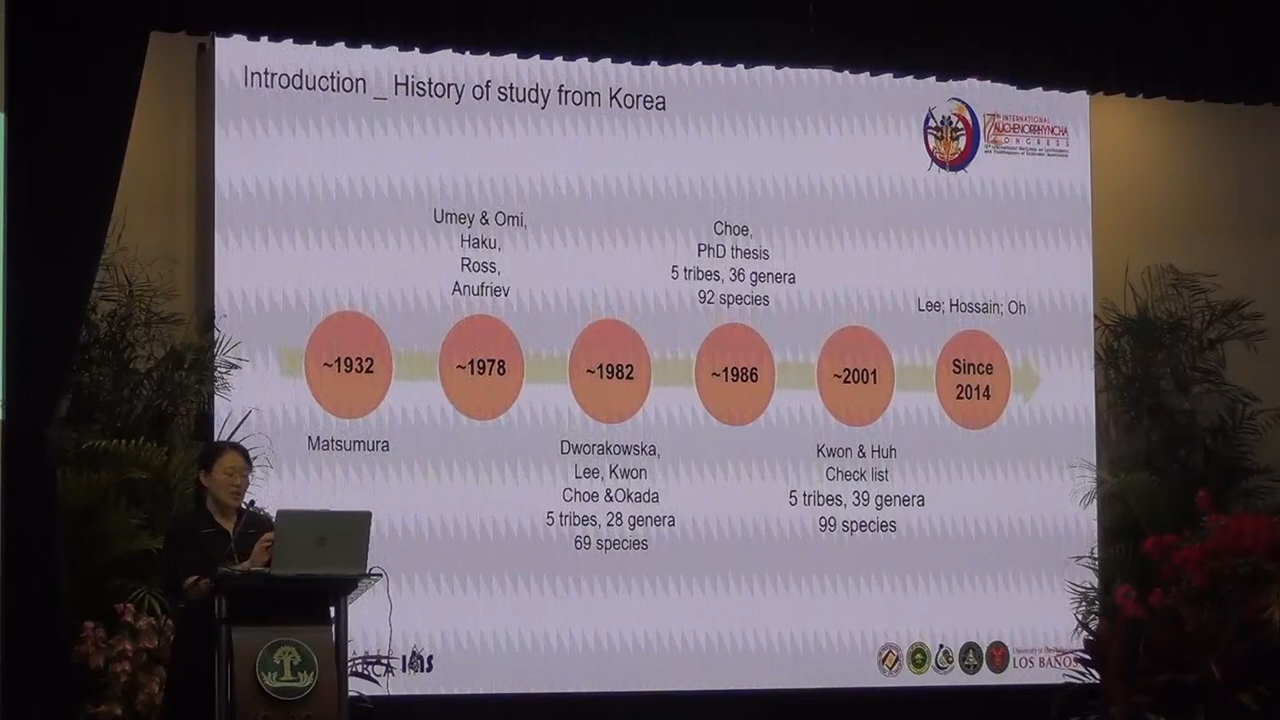 Introduction _ History of study from Korea
17th INTERNATIONAL
AUCHENORRHYNCHA
CONGRESS
Umey & Omi,
Haku,
Ross,
Anufriev
Choe,
PhD thesis
5 tribes, 36 genera
92 species
Lee; Hossain; Oh
~1932
~1978
~1982
~1986
~2001
Since
2014
Matsumura
Dworakowska,
Lee, Kwon
Choe &Okada
5 tribes, 28 genera
69 species
Kwon & Huh
Check list
5 tribes, 39 genera
99 species
LOS BAÑOS